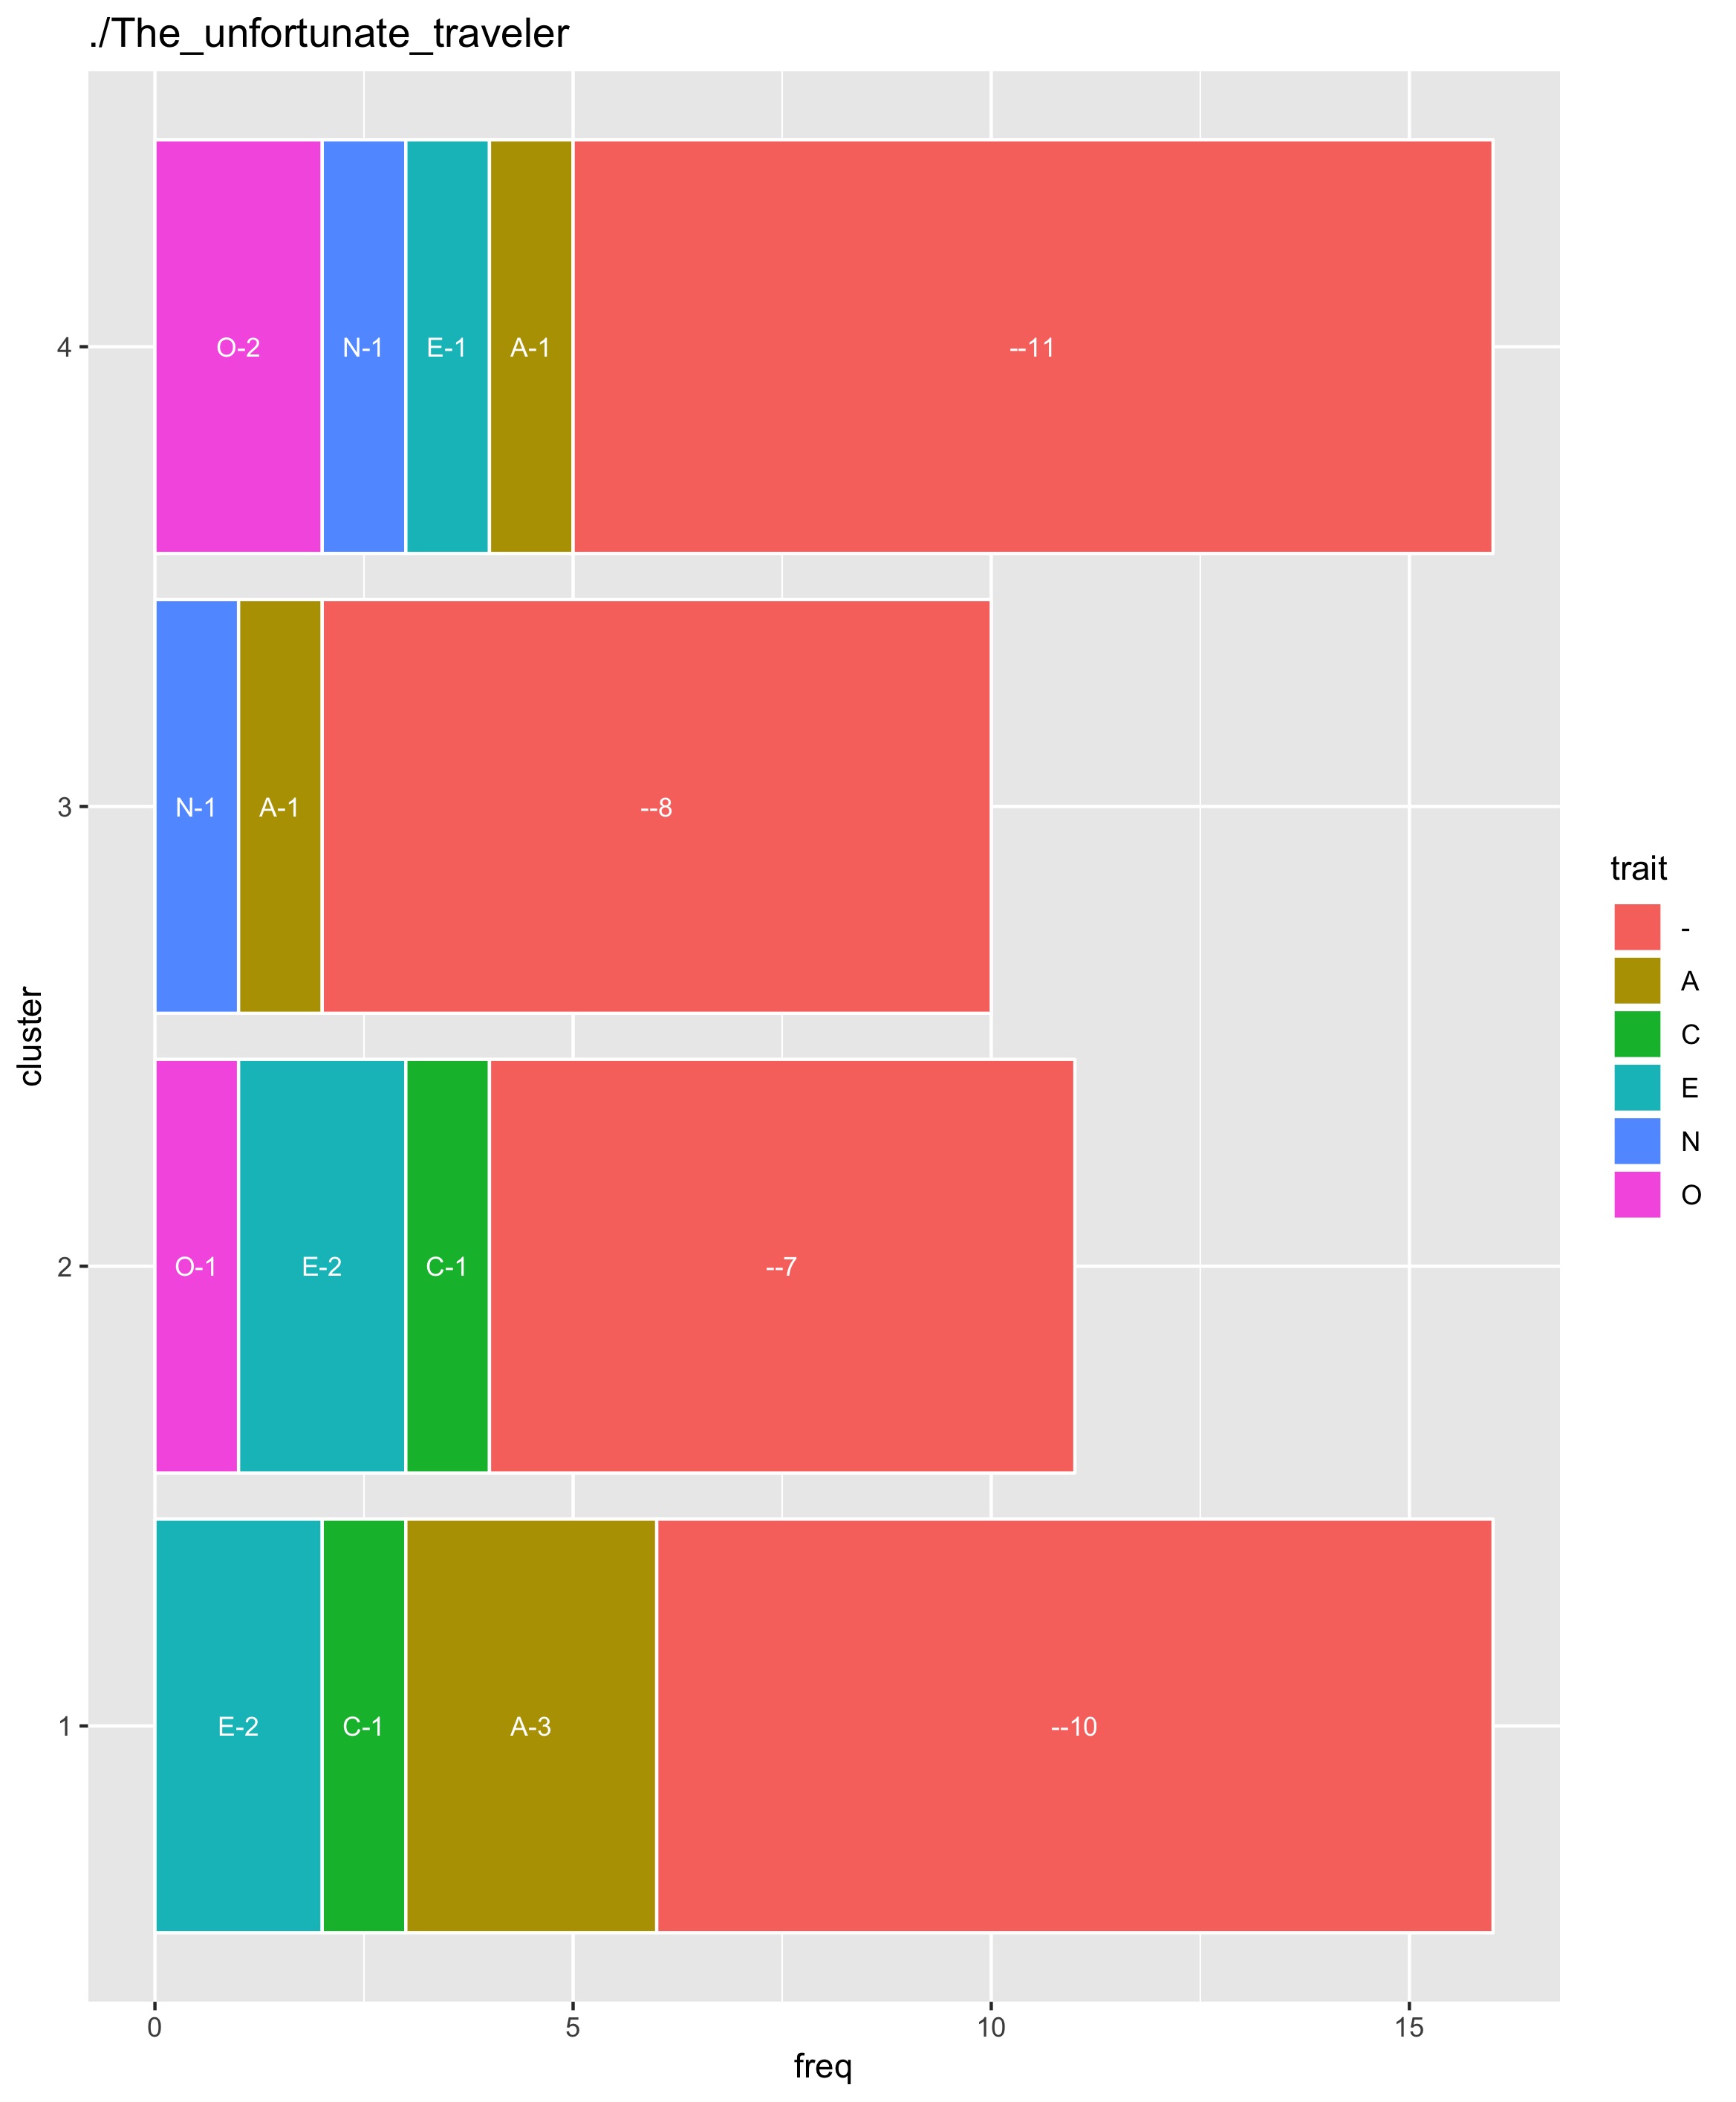 ./The_unfortunate_traveler
4
O-2 N-1 E-1 A-1 --11
3
N-1 A-1 --8
2
O-1 E-2 C-1 --7
1
E-2 C-1 A-3 --10
cluster
0 5 10 15
freq
trait
-
A
C
E
N
O